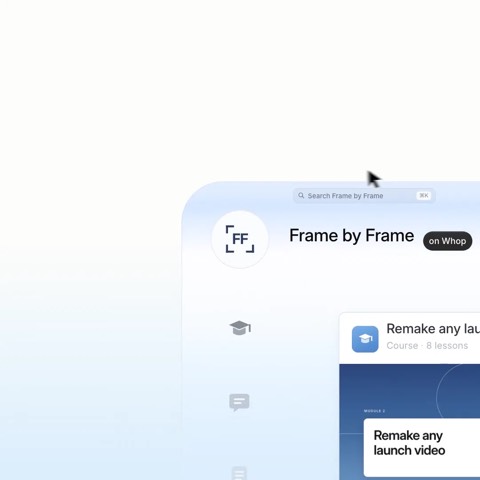 Search Frame by Frame
⌘K
FF
Frame by Frame
on Whop
Remake any lau
Course · 8 lessons
MODULE 2
Remake any
launch video